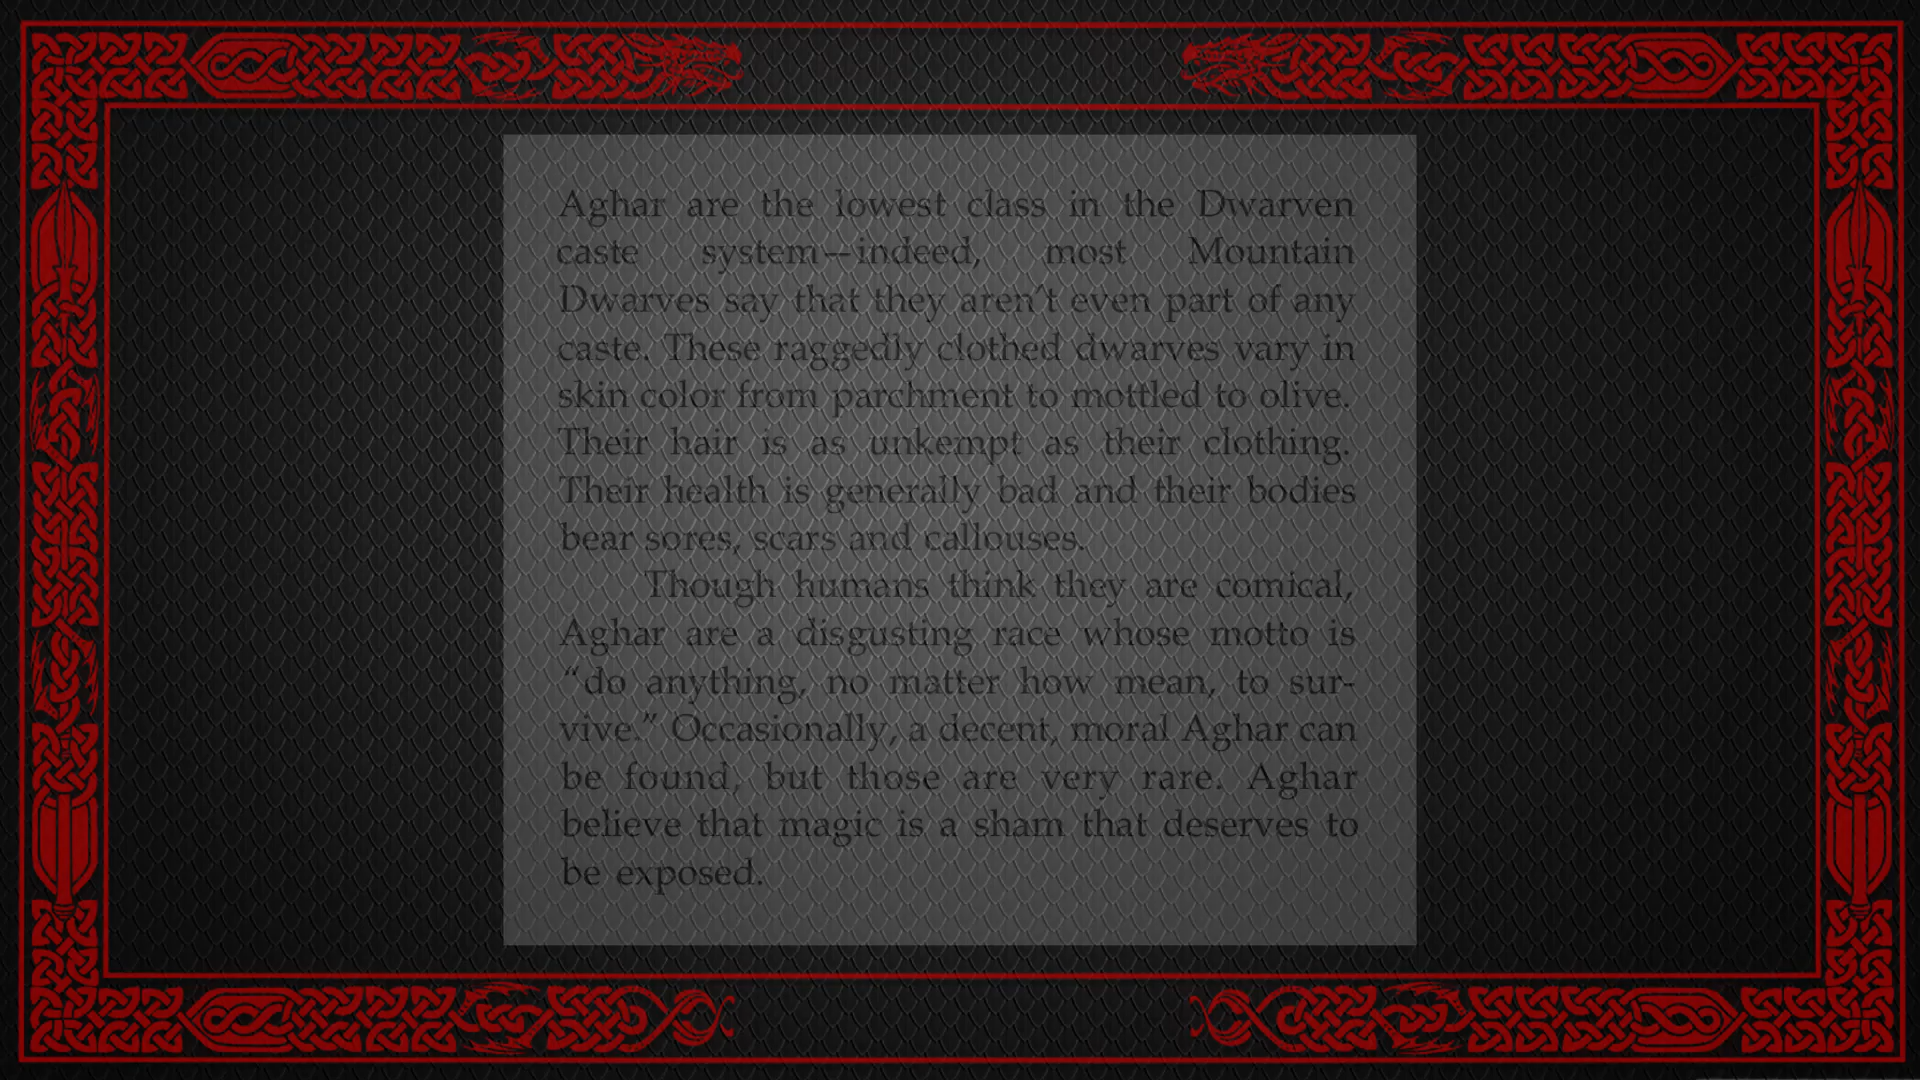 Aghar are the lowest class in the Dwarven
caste system—indeed, most Mountain
Dwarves say that they aren’t even part of any
caste. These raggedly clothed dwarves vary in
skin color from parchment to mottled to olive.
Their hair is as unkempt as their clothing.
Their health is generally bad and their bodies
bear sores, scars and callouses.
Though humans think they are comical,
Aghar are a disgusting race whose motto is
“do anything, no matter how mean, to sur-
vive.” Occasionally, a decent, moral Aghar can
be found, but those are very rare. Aghar
believe that magic is a sham that deserves to
be exposed.